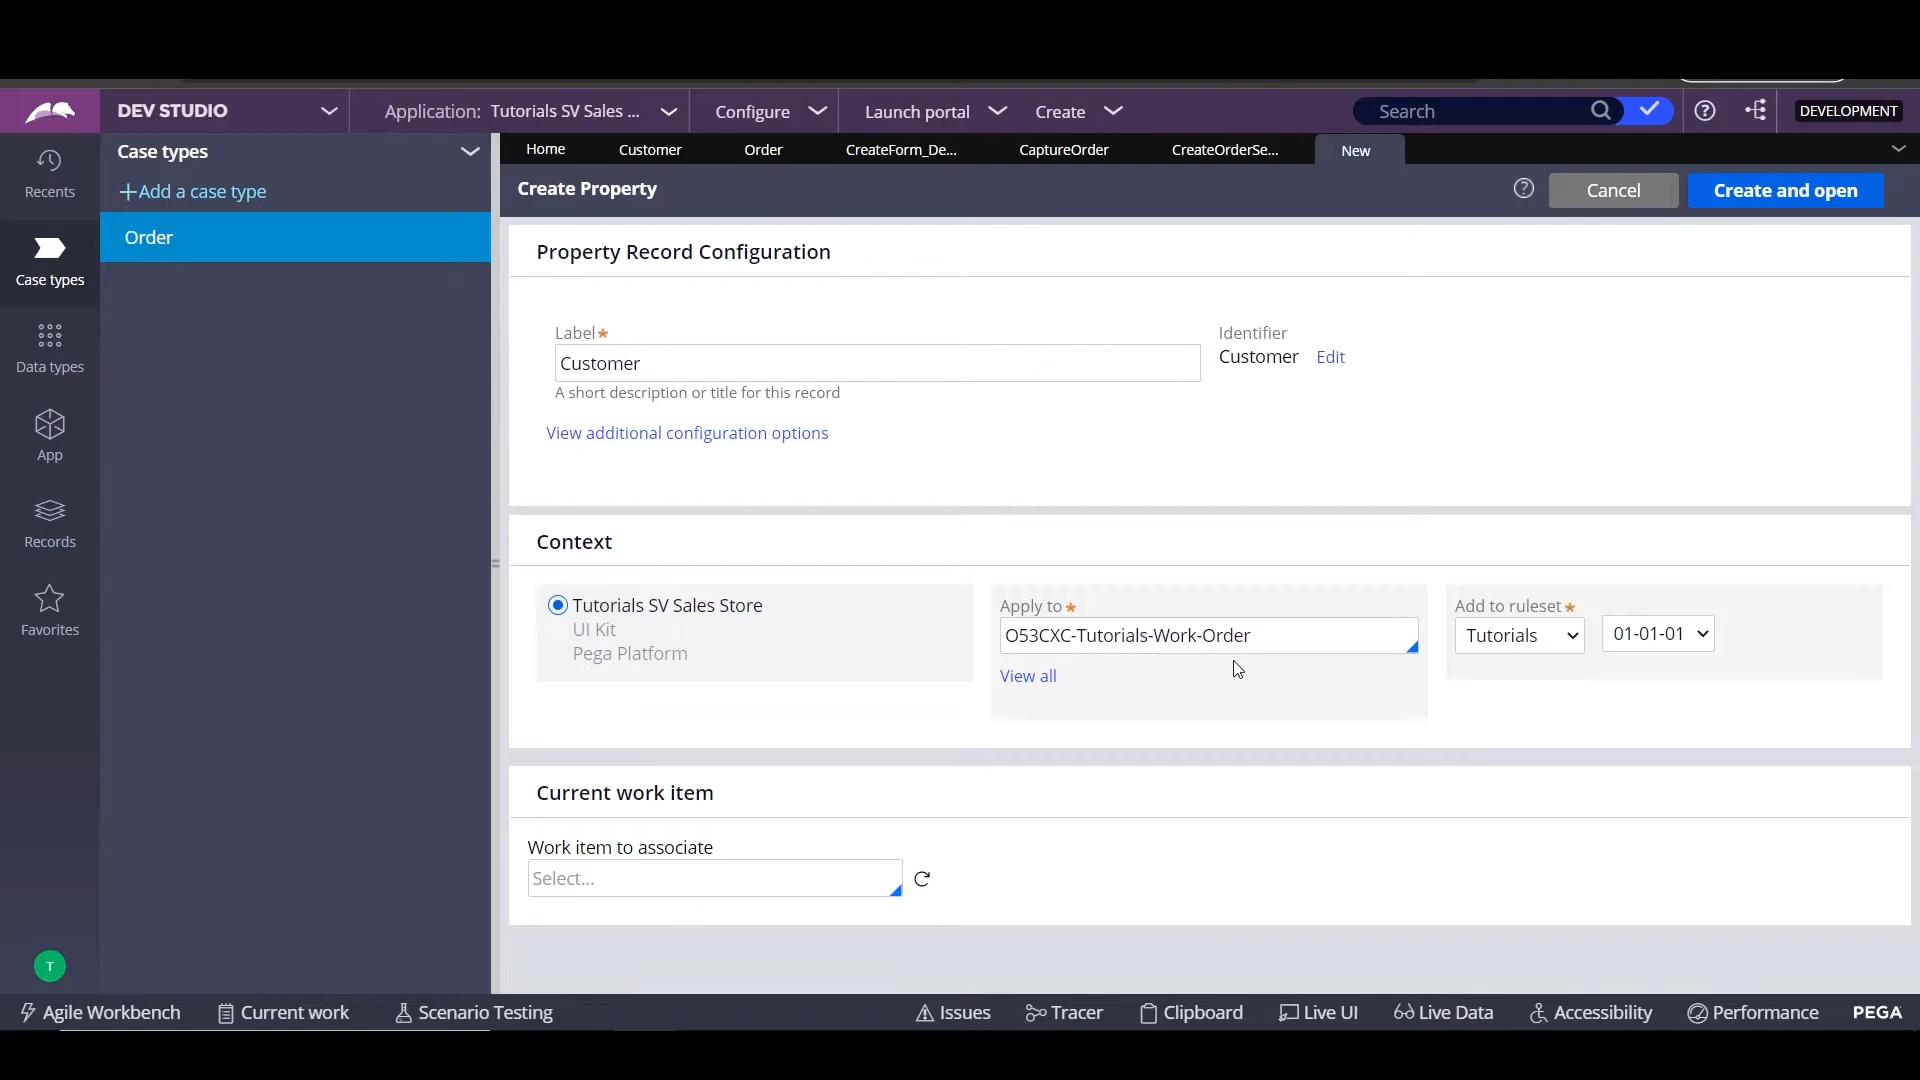 DEV STUDIO
Application: Tutorials SV Sales ...
Configure
Launch portal
Create
Search
DEVELOPMENT
Recents
Case types
Data types
App
Records
Favorites
T
Case types
Add a case type
Order
Home
Customer
Order
CreateForm_De...
CaptureOrder
CreateOrderSe...
New
Create Property
Cancel
Create and open
Property Record Configuration
Label*
Identifier
Customer
Customer Edit
A short description or title for this record
View additional configuration options
Context
Tutorials SV Sales Store
UI Kit
Pega Platform
Apply to *
O53CXC-Tutorials-Work-Order
View all
Add to ruleset *
Tutorials
01-01-01
Current work item
Work item to associate
Select...
Agile Workbench
Current work
Scenario Testing
Issues
Tracer
Clipboard
Live UI
Live Data
Accessibility
Performance
PEGA